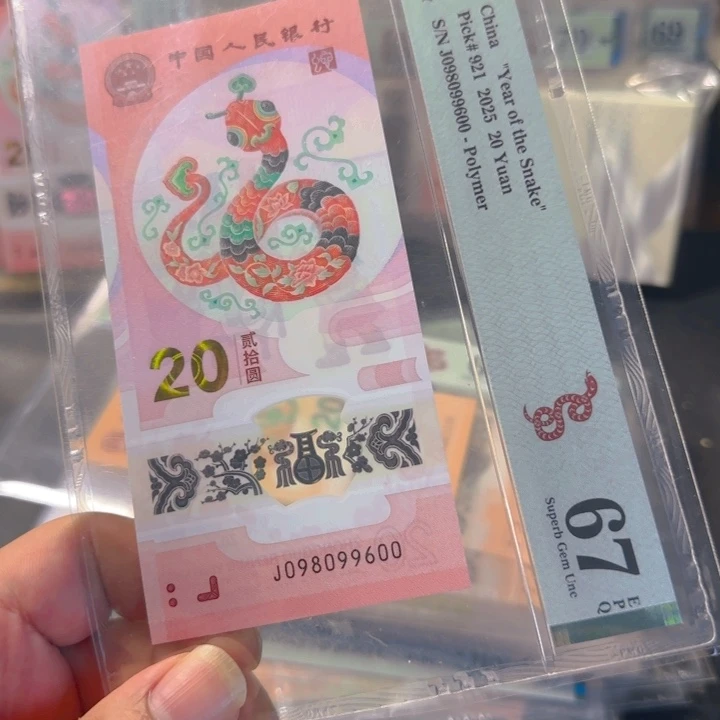 中国人民银行
20
贰拾圆
J098099600
China "Year of the Snake"
Pick# 921 2025 20 Yuan
S/N J098099600 - Polymer
67
EPQ
Superb Gem Unc
69